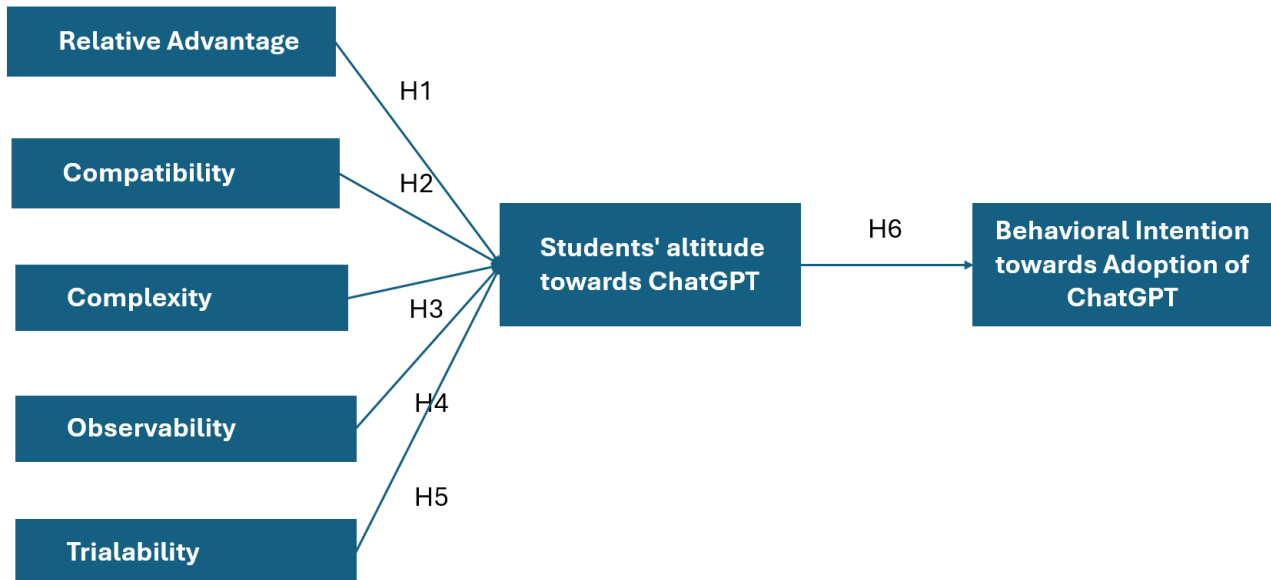 Relative Advantage
H1
Compatibility
H2
Students' altitude
towards ChatGPT
H6
Behavioral Intention
towards Adoption of
ChatGPT
Complexity
H3
Observability
H4
H5
Trialability